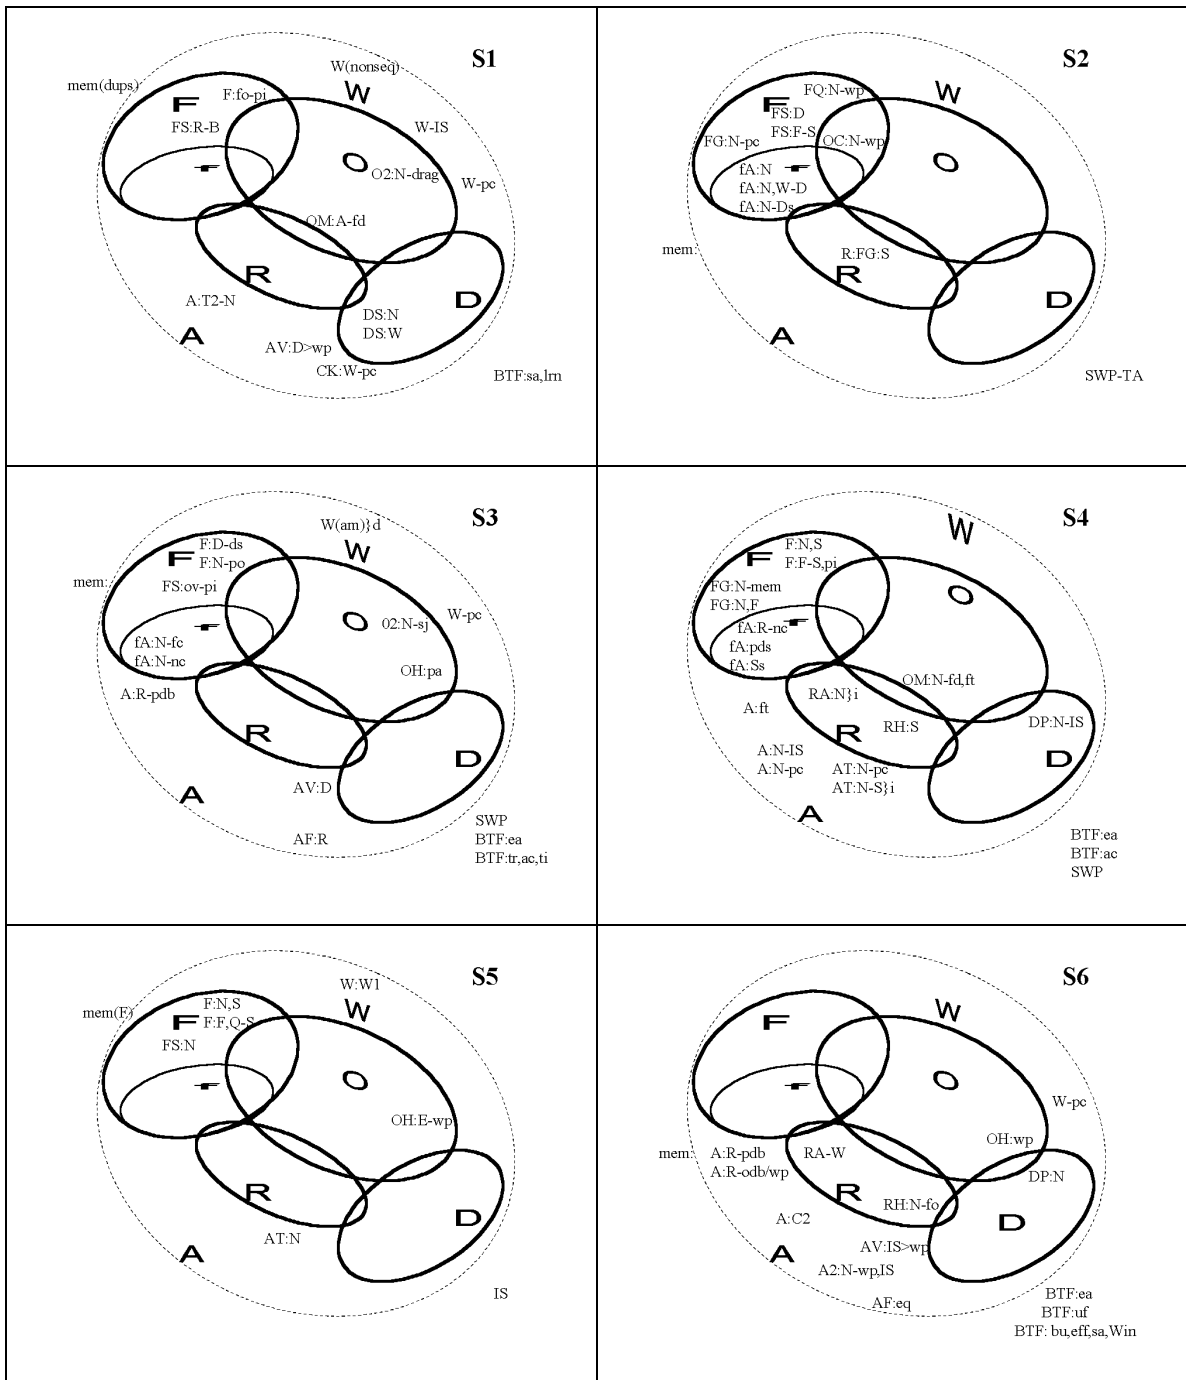 S1
W(nonseq)
W
mem(dups)
F
F:fo-pi
FS:R-B
W-IS
F
O
O2:N-drag
W-pc
OM:A-fd
R
A:T2-N
D
A
DS:N
DS:W
AV:D>wp
CK:W-pc
BTF:sa,lrn
S2
W
FQ:N-wp
F
FS:D
FS:F-S
FG:N-pc
OC:N-wp
O
F
fA:N
fA:N,W-D
fA:N-Ds
mem:
R:FG:S
R
D
A
SWP-TA
S3
W(am)}d
W
F
F:D-ds
F:N-po
mem:
FS:ov-pi
F
O
02:N-sj
W-pc
fA:N-fc
fA:N-nc
OH:pa
A:R-pdb
R
D
AV:D
A
AF:R
SWP
BTF:ea
BTF:tr,ac,ti
S4
W
F
F:N,S
F:F-S,pi
FG:N-mem
FG:N,F
O
F
fA:R-nc
fA:pds
fA:Ss
OM:N-fd,ft
RA:N}i
A:ft
RH:S
DP:N-IS
R
D
A:N-IS
A:N-pc
AT:N-pc
AT:N-S}i
A
BTF:ea
BTF:ac
SWP
S5
W:W1
W
mem(F)
F
F:N,S
F:F,Q-S
FS:N
F
O
OH:E-wp
R
D
AT:N
A
IS
S6
W
F
F
O
W-pc
OH:wp
mem:
A:R-pdb
A:R-odb/wp
RA-W
DP:N
R
RH:N-fo
A:C2
D
AV:IS>wp
A
A2:N-wp,IS
AF:eq
BTF:ea
BTF:uf
BTF: bu,eff,sa,Win